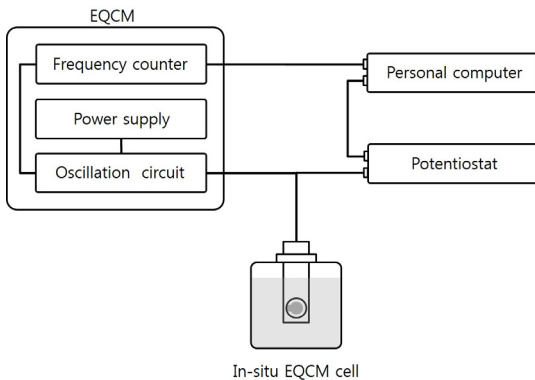 EQCM
Frequency counter
Personal computer
Power supply
Oscillation circuit
Potentiostat
In-situ EQCM cell